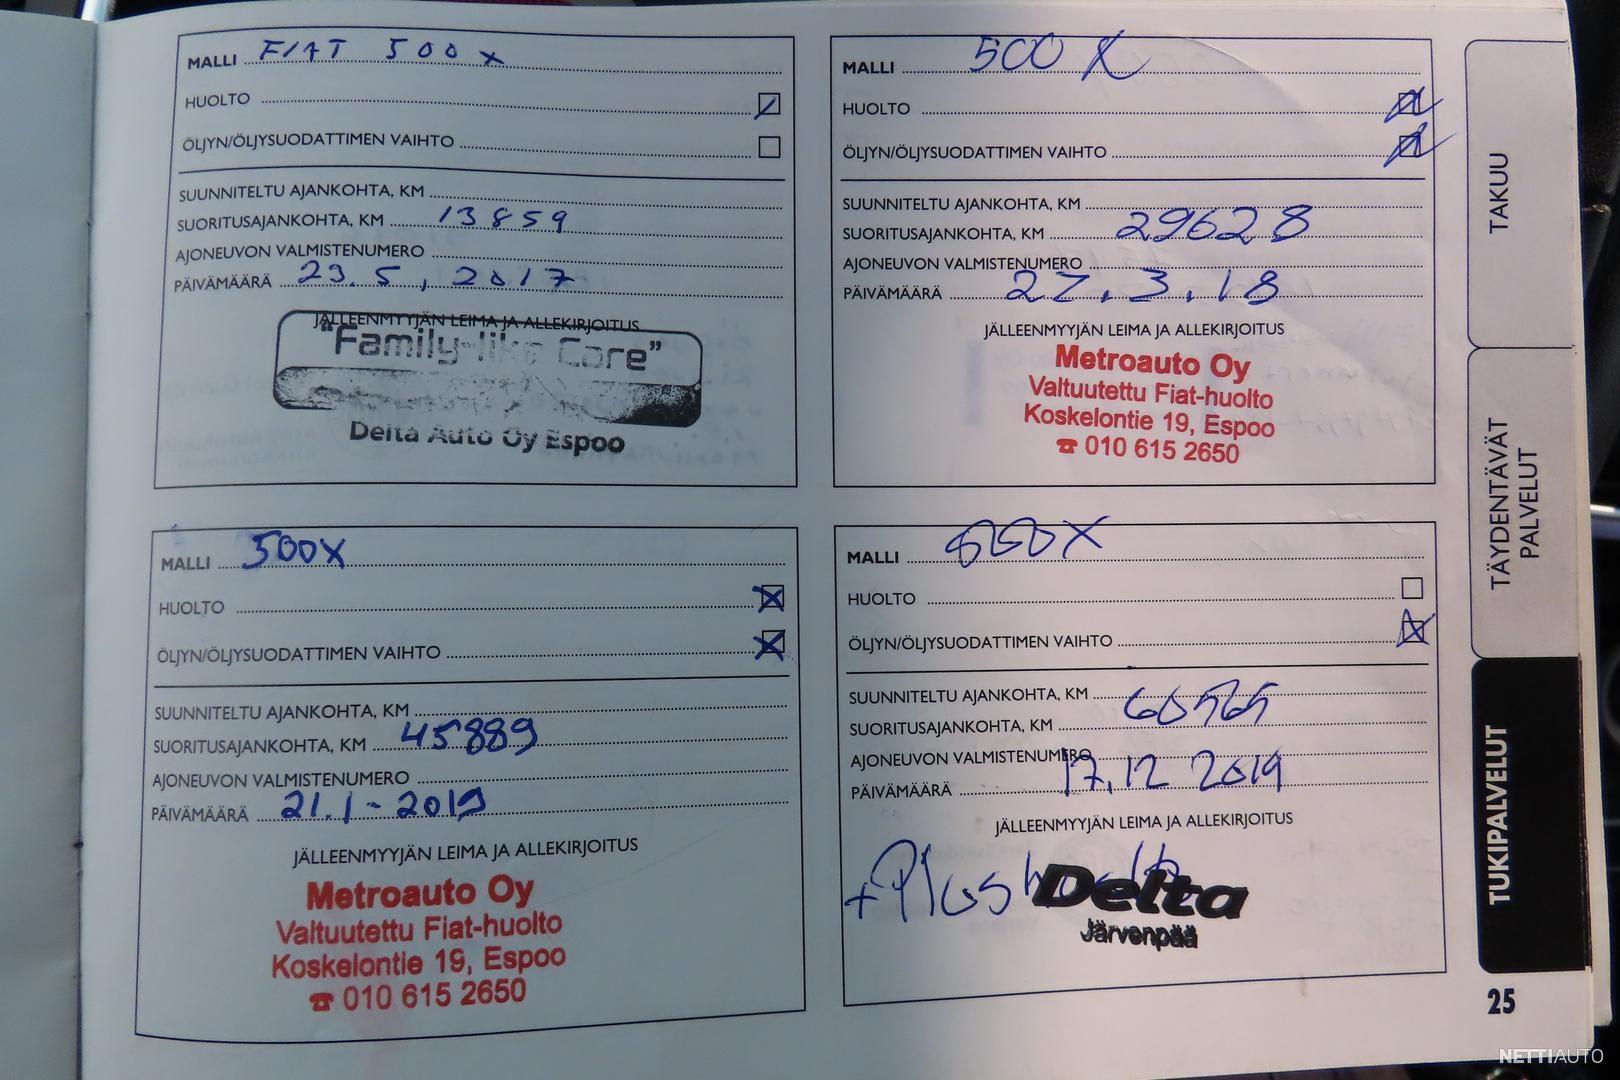 MALLI FIAT 500x
HUOLTO
ÖLJYN/ÖLJYSUODATTIMEN VAIHTO
SUUNNITELTU AJANKOHTA, KM
SUORITUSAJANKOHTA, KM 13859
AJONEUVON VALMISTENUMERO
PÄIVÄMÄÄRÄ 23.5, 2017
JÄLLEENMYYJÄN LEIMA JA ALLEKIRJOITUS
"Family-like Care"
Delta Auto Oy Espoo
MALLI 500 X
HUOLTO
ÖLJYN/ÖLJYSUODATTIMEN VAIHTO
SUUNNITELTU AJANKOHTA, KM
SUORITUSAJANKOHTA, KM 29628
AJONEUVON VALMISTENUMERO
PÄIVÄMÄÄRÄ 27.3.18
JÄLLEENMYYJÄN LEIMA JA ALLEKIRJOITUS
Metroauto Oy
Valtuutettu Fiat-huolto
Koskelontie 19, Espoo
☎ 010 615 2650
MALLI 500X
HUOLTO
ÖLJYN/ÖLJYSUODATTIMEN VAIHTO
SUUNNITELTU AJANKOHTA, KM
SUORITUSAJANKOHTA, KM 45889
AJONEUVON VALMISTENUMERO
PÄIVÄMÄÄRÄ 21.1-2019
JÄLLEENMYYJÄN LEIMA JA ALLEKIRJOITUS
Metroauto Oy
Valtuutettu Fiat-huolto
Koskelontie 19, Espoo
☎ 010 615 2650
MALLI 500X
HUOLTO
ÖLJYN/ÖLJYSUODATTIMEN VAIHTO
SUUNNITELTU AJANKOHTA, KM
SUORITUSAJANKOHTA, KM
AJONEUVON VALMISTENUMERO
PÄIVÄMÄÄRÄ 17.12 2019
JÄLLEENMYYJÄN LEIMA JA ALLEKIRJOITUS
+Plus huolto
Delta
Järvenpää
TAKUU
TÄYDENTÄVÄT
PALVELUT
TUKIPALVELUT
25
NETTIAUTO